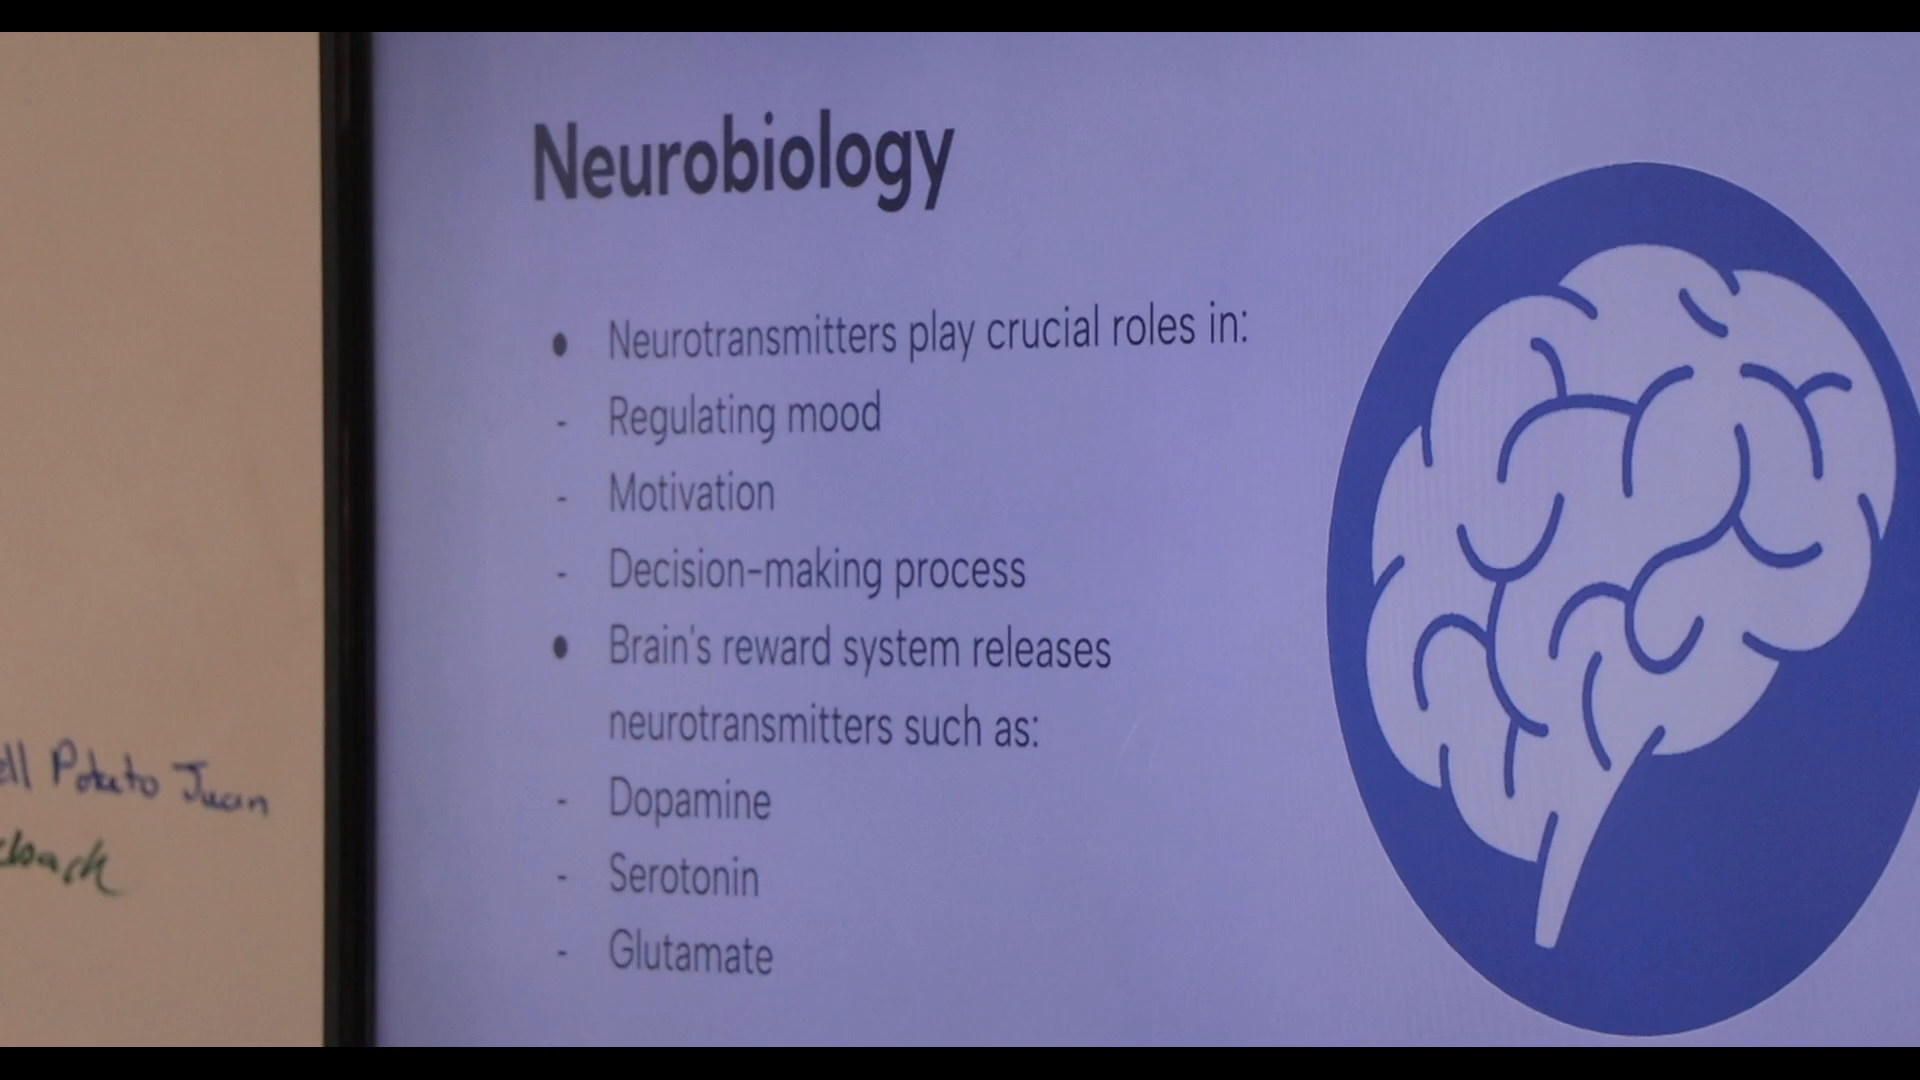 Neurobiology
● Neurotransmitters play crucial roles in:
- Regulating mood
- Motivation
- Decision-making process
● Brain's reward system releases
neurotransmitters such as:
- Dopamine
- Serotonin
- Glutamate
Potato Juan